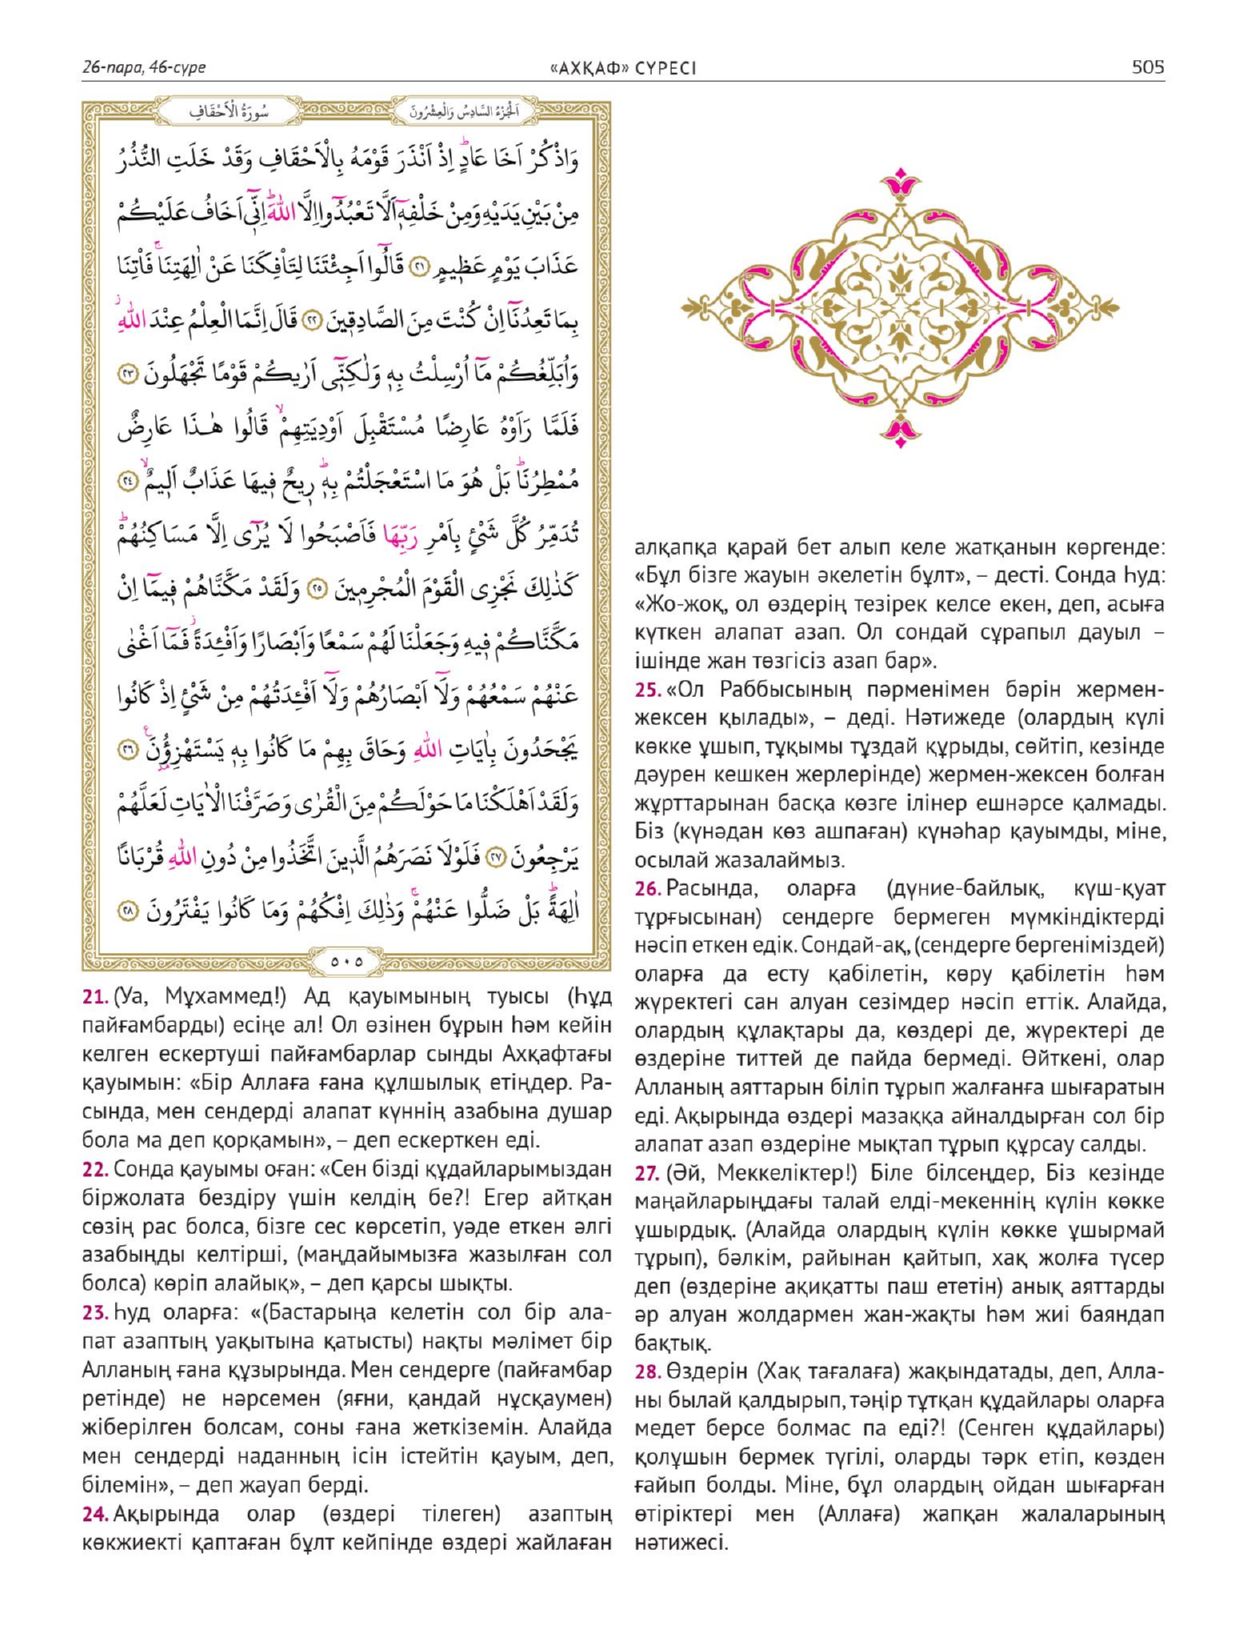 26-пара, 46-сүре
«АХҚАФ» СҮРЕСІ
505
سُورَةُ الْاَحْقَافِ
اَلْجُزْءُ السَّادِسُ وَالْعِشْرُونَ
وَاذْكُرْ اَخَا عَادٍۜ اِذْ اَنْذَرَ قَوْمَهُ بِالْاَحْقَافِ وَقَدْ خَلَتِ النُّذُرُ
مِنْ بَيْنِ يَدَيْهِ وَمِنْ خَلْفِه۪ٓ اَلَّا تَعْبُدُٓوا اِلَّا اللّٰهَۜ اِنّ۪ٓي اَخَافُ عَلَيْكُمْ
عَذَابَ يَوْمٍ عَظ۪يمٍ ﴿٢١﴾ قَالُٓوا اَجِئْتَنَا لِتَأْفِكَنَا عَنْ اٰلِهَتِنَاۚ فَأْتِنَا
بِمَا تَعِدُنَٓا اِنْ كُنْتَ مِنَ الصَّادِق۪ينَ ﴿٢٢﴾ قَالَ اِنَّمَا الْعِلْمُ عِنْدَ اللّٰهِۘ
وَاُبَلِّغُكُمْ مَٓا اُرْسِلْتُ بِه۪ وَلٰكِنّ۪ٓي اَرٰيكُمْ قَوْمًا تَجْهَلُونَ ﴿٢٣﴾
فَلَمَّا رَاَوْهُ عَارِضًا مُسْتَقْبِلَ اَوْدِيَتِهِمْۙ قَالُوا هٰذَا عَارِضٌ
مُمْطِرُنَاۜ بَلْ هُوَ مَا اسْتَعْجَلْتُمْ بِه۪ۜ ر۪يحٌ ف۪يهَا عَذَابٌ اَل۪يمٌۙ ﴿٢٤﴾
تُدَمِّرُ كُلَّ شَيْءٍ بِاَمْرِ رَبِّهَا فَاَصْبَحُوا لَا يُرٰٓى اِلَّا مَسَاكِنُهُمْۜ
كَذٰلِكَ نَجْزِي الْقَوْمَ الْمُجْرِم۪ينَ ﴿٢٥﴾ وَلَقَدْ مَكَّنَّاهُمْ ف۪يمَٓا اِنْ
مَكَّنَّاكُمْ ف۪يهِ وَجَعَلْنَا لَهُمْ سَمْعًا وَاَبْصَارًا وَاَفْـِٔدَةًۘ فَمَٓا اَغْنٰى
عَنْهُمْ سَمْعُهُمْ وَلَٓا اَبْصَارُهُمْ وَلَٓا اَفْـِٔدَتُهُمْ مِنْ شَيْءٍ اِذْ كَانُوا
يَجْحَدُونَ بِاٰيَاتِ اللّٰهِ وَحَاقَ بِهِمْ مَا كَانُوا بِه۪ يَسْتَهْزِؤُ۫نَ۟ ﴿٢٦﴾
وَلَقَدْ اَهْلَكْنَا مَا حَوْلَكُمْ مِنَ الْقُرٰى وَصَرَّفْنَا الْاٰيَاتِ لَعَلَّهُمْ
يَرْجِعُونَ ﴿٢٧﴾ فَلَوْلَا نَصَرَهُمُ الَّذ۪ينَ اتَّخَذُوا مِنْ دُونِ اللّٰهِ قُرْبَانًا
اٰلِهَةًۜ بَلْ ضَلُّوا عَنْهُمْۚ وَذٰلِكَ اِفْكُهُمْ وَمَا كَانُوا يَفْتَرُونَ ﴿٢٨﴾
٥٠٥
21. (Уа, Мұхаммед!) Ад қауымының туысы (Һұд
пайғамбарды) есіңе ал! Ол өзінен бұрын һәм кейін
келген ескертуші пайғамбарлар сынды Ахқафтағы
қауымын: «Бір Аллаға ғана құлшылық етіңдер. Ра-
сында, мен сендерді алапат күннің азабына душар
бола ма деп қорқамын», – деп ескерткен еді.
22. Сонда қауымы оған: «Сен бізді құдайларымыздан
біржолата бездіру үшін келдің бе?! Егер айтқан
сөзің рас болса, бізге сес көрсетіп, уәде еткен әлгі
азабыңды келтірші, (маңдайымызға жазылған сол
болса) көріп алайық», – деп қарсы шықты.
23. Һуд оларға: «(Бастарыңа келетін сол бір ала-
пат азаптың уақытына қатысты) нақты мәлімет бір
Алланың ғана құзырында. Мен сендерге (пайғамбар
ретінде) не нәрсемен (яғни, қандай нұсқаумен)
жіберілген болсам, соны ғана жеткіземін. Алайда
мен сендерді наданның ісін істейтін қауым, деп,
білемін», – деп жауап берді.
24. Ақырында олар (өздері тілеген) азаптың
көкжиекті қаптаған бұлт кейпінде өздері жайлаған
алқапқа қарай бет алып келе жатқанын көргенде:
«Бұл бізге жауын әкелетін бұлт», – десті. Сонда Һуд:
«Жо-жоқ, ол өздерің тезірек келсе екен, деп, асыға
күткен алапат азап. Ол сондай сұрапыл дауыл –
ішінде жан төзгісіз азап бар».
25. «Ол Раббысының пәрменімен бәрін жермен-
жексен қылады», – деді. Нәтижеде (олардың күлі
көкке ұшып, тұқымы тұздай құрыды, сөйтіп, кезінде
дәурен кешкен жерлерінде) жермен-жексен болған
жұрттарынан басқа көзге ілінер ешнәрсе қалмады.
Біз (күнәдан көз ашпаған) күнәһар қауымды, міне,
осылай жазалаймыз.
26. Расында, оларға (дүние-байлық, күш-қуат
тұрғысынан) сендерге бермеген мүмкіндіктерді
нәсіп еткен едік. Сондай-ақ, (сендерге бергеніміздей)
оларға да есту қабілетін, көру қабілетін һәм
жүректегі сан алуан сезімдер нәсіп еттік. Алайда,
олардың құлақтары да, көздері де, жүректері де
өздеріне титтей де пайда бермеді. Өйткені, олар
Алланың аяттарын біліп тұрып жалғанға шығаратын
еді. Ақырында өздері мазаққа айналдырған сол бір
алапат азап өздеріне мықтап тұрып құрсау салды.
27. (Әй, Меккеліктер!) Біле білсеңдер, Біз кезінде
маңайларыңдағы талай елді-мекеннің күлін көкке
ұшырдық. (Алайда олардың күлін көкке ұшырмай
тұрып), бәлкім, райынан қайтып, хақ жолға түсер
деп (өздеріне ақиқатты паш ететін) анық аяттарды
әр алуан жолдармен жан-жақты һәм жиі баяндап
бақтық.
28. Өздерін (Хақ тағалаға) жақындатады, деп, Алла-
ны былай қалдырып, тәңір тұтқан құдайлары оларға
медет берсе болмас па еді?! (Сенген құдайлары)
қолұшын бермек түгілі, оларды тәрк етіп, көзден
ғайып болды. Міне, бұл олардың ойдан шығарған
өтіріктері мен (Аллаға) жапқан жалаларының
нәтижесі.